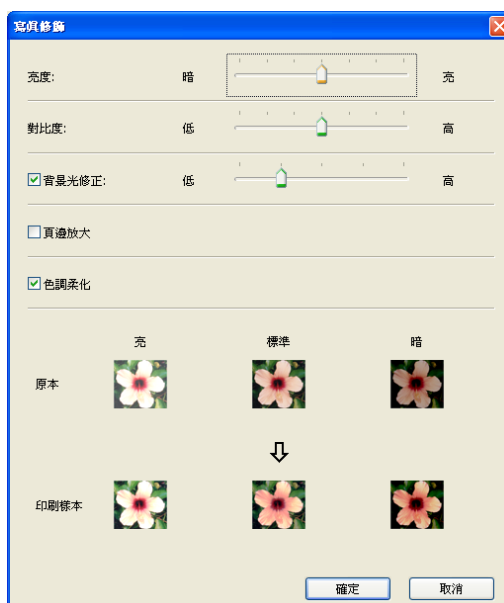 寫眞修飾
亮度: 暗 亮
對比度: 低 高
背景光修正: 低 高
頁邊放大
色調柔化
亮 標準 暗
原本
印刷樣本
確定 取消